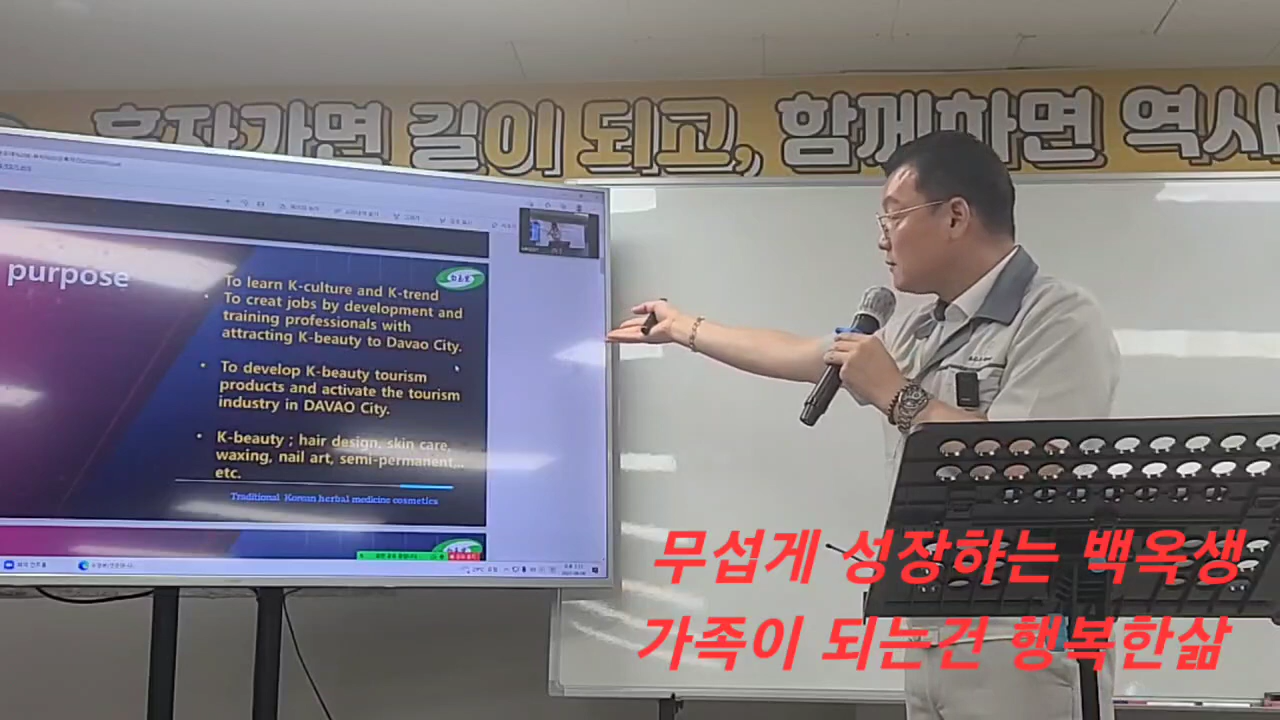 혼자가면 길이 되고, 함께하면 역사
purpose
백옥생
To learn K-culture and K-trend
• To creat jobs by development and
training professionals with
attracting K-beauty to Davao City.
• To develop K-beauty tourism
products and activate the tourism
industry in DAVAO City.
• K-beauty ; hair design, skin care,
waxing, nail art, semi-permanent,..
etc.
Traditional Korean herbal medicine cosmetics
무섭게 성장하는 백옥생
가족이 되는건 행복한삶